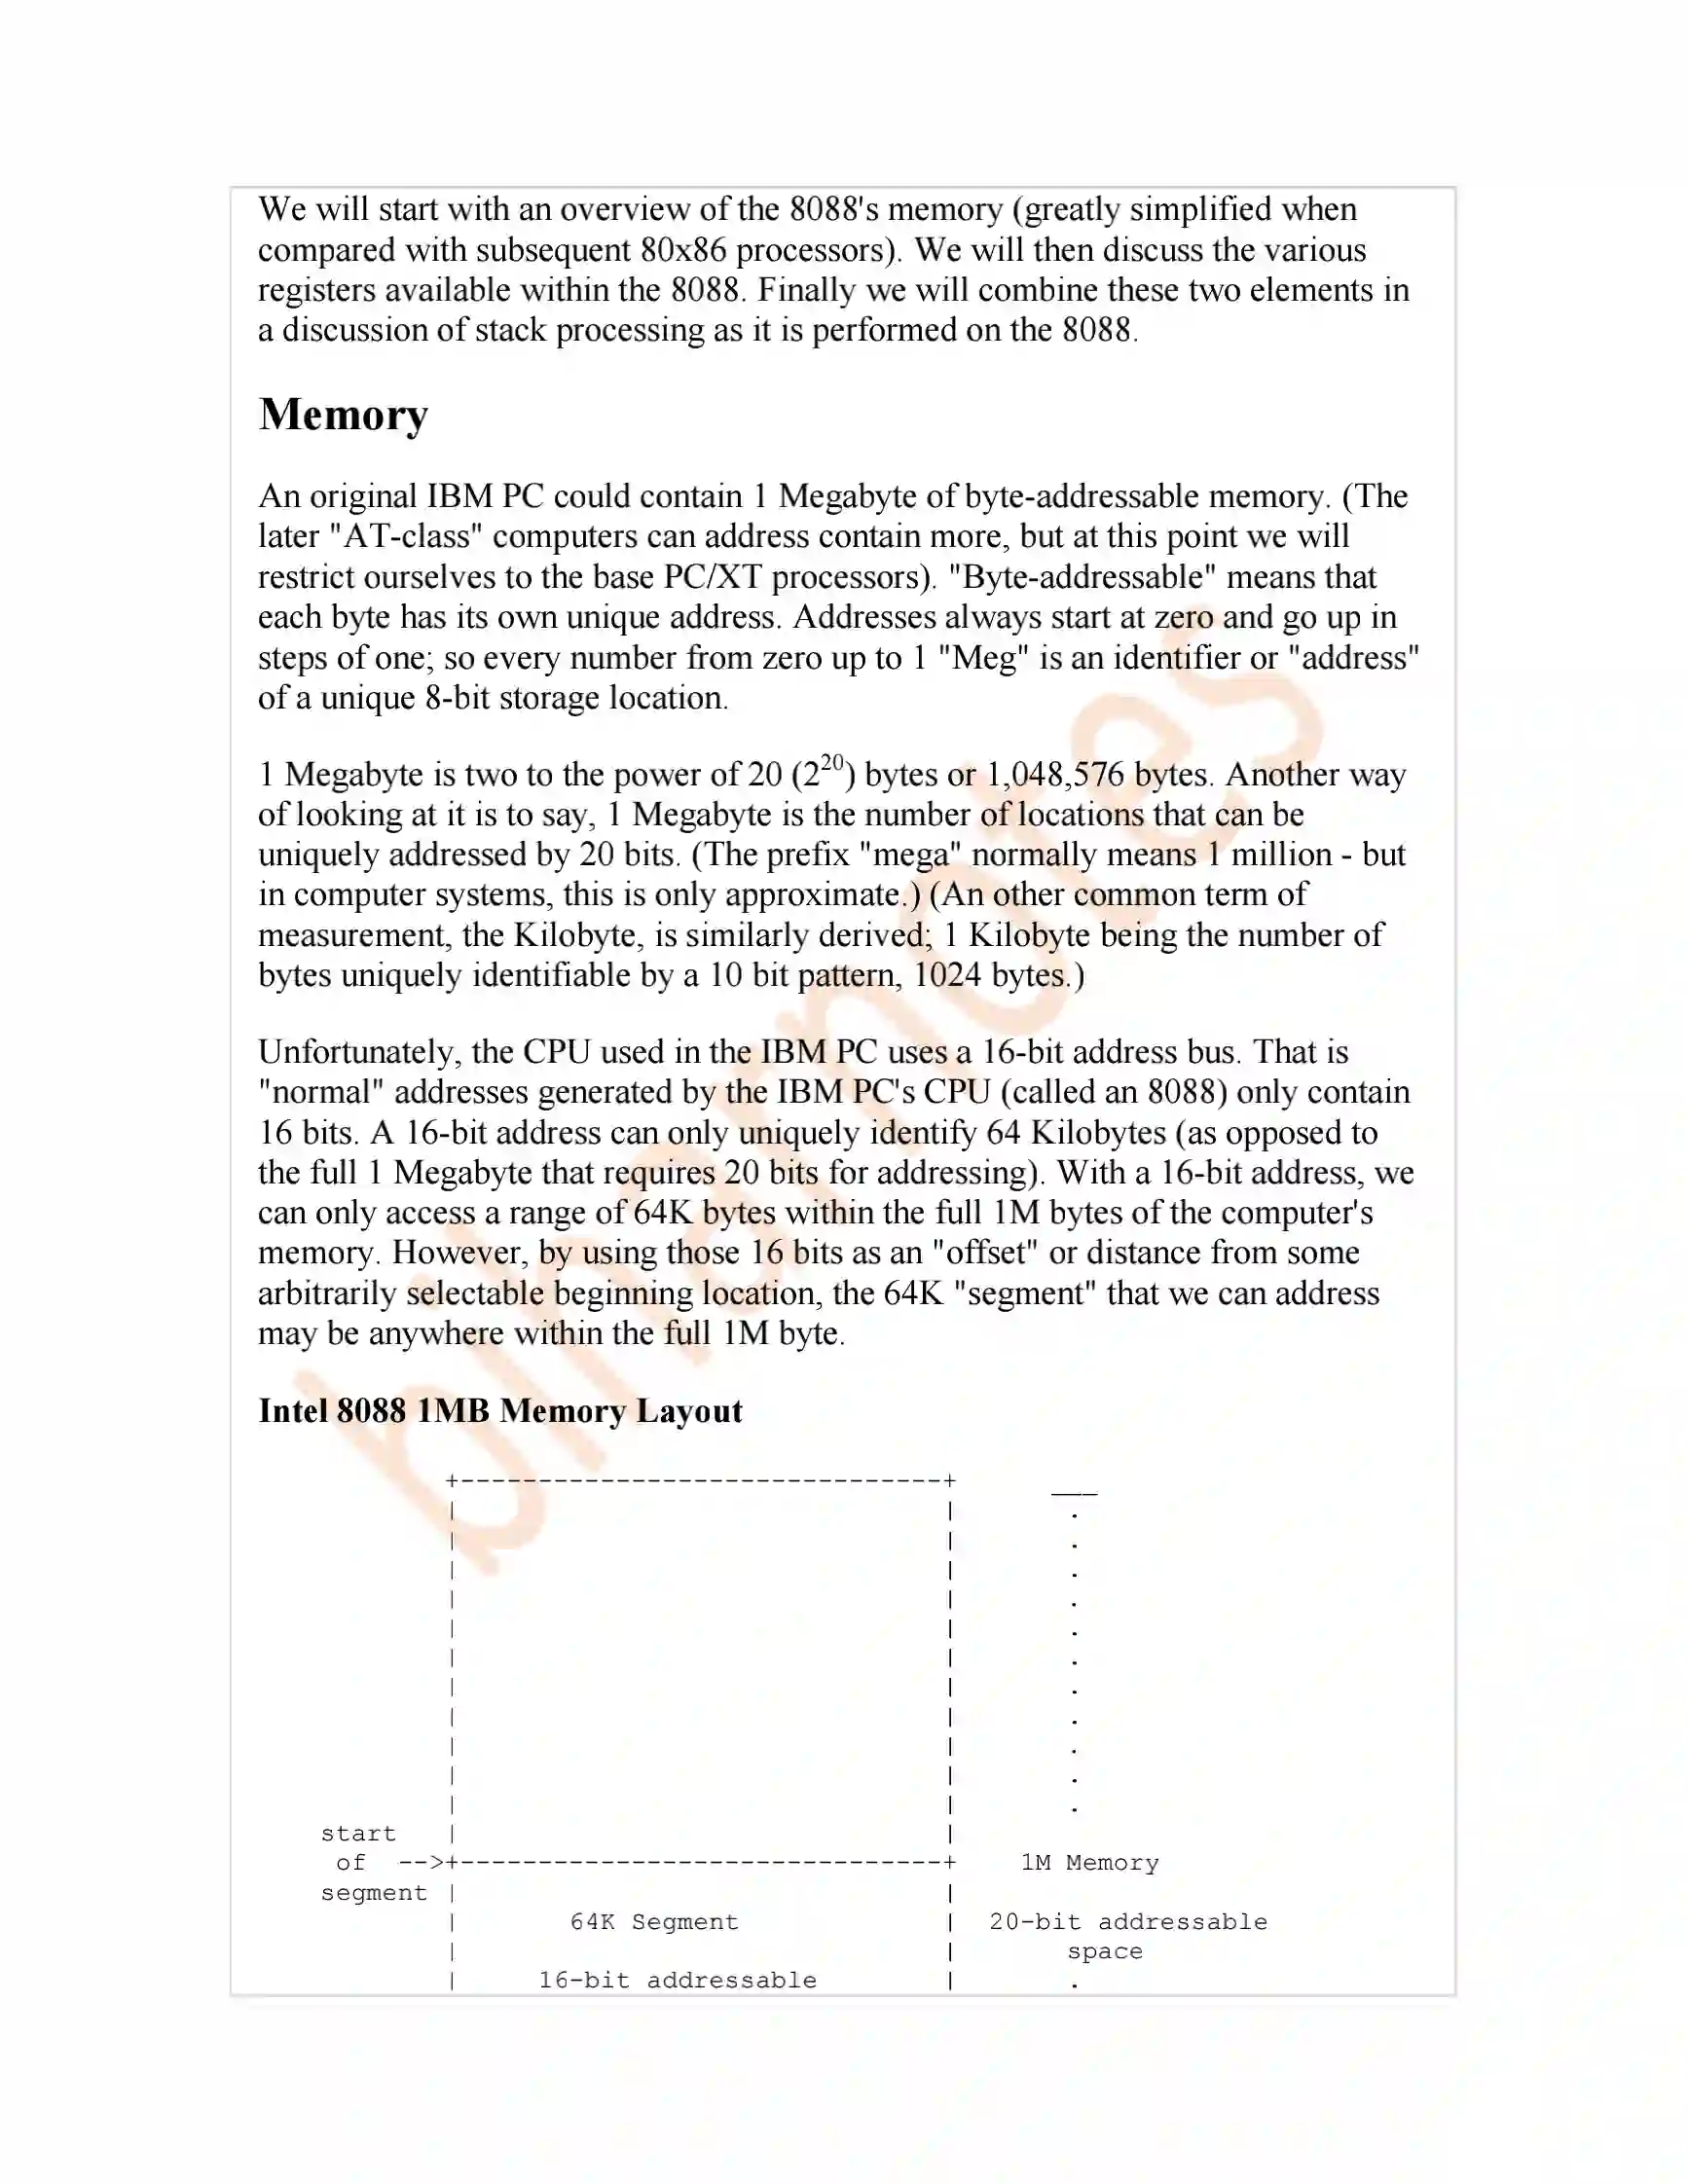 We will start with an overview of the 8088's memory (greatly simplified when
compared with subsequent 80x86 processors). We will then discuss the various
registers available within the 8088. Finally we will combine these two elements in
a discussion of stack processing as it is performed on the 8088.
Memory
An original IBM PC could contain 1 Megabyte of byte-addressable memory. (The
later "AT-class" computers can address contain more, but at this point we will
restrict ourselves to the base PC/XT processors). "Byte-addressable" means that
each byte has its own unique address. Addresses always start at zero and go up in
steps of one; so every number from zero up to 1 "Meg" is an identifier or "address"
of a unique 8-bit storage location.
1 Megabyte is two to the power of 20 (2^20) bytes or 1,048,576 bytes. Another way
of looking at it is to say, 1 Megabyte is the number of locations that can be
uniquely addressed by 20 bits. (The prefix "mega" normally means 1 million - but
in computer systems, this is only approximate.) (An other common term of
measurement, the Kilobyte, is similarly derived; 1 Kilobyte being the number of
bytes uniquely identifiable by a 10 bit pattern, 1024 bytes.)
Unfortunately, the CPU used in the IBM PC uses a 16-bit address bus. That is
"normal" addresses generated by the IBM PC's CPU (called an 8088) only contain
16 bits. A 16-bit address can only uniquely identify 64 Kilobytes (as opposed to
the full 1 Megabyte that requires 20 bits for addressing). With a 16-bit address, we
can only access a range of 64K bytes within the full 1M bytes of the computer's
memory. However, by using those 16 bits as an "offset" or distance from some
arbitrarily selectable beginning location, the 64K "segment" that we can address
may be anywhere within the full 1M byte.
Intel 8088 1MB Memory Layout
start
of -->+-------------------------------+ 1M Memory
segment
64K Segment 20-bit addressable
space
16-bit addressable
biharnotes